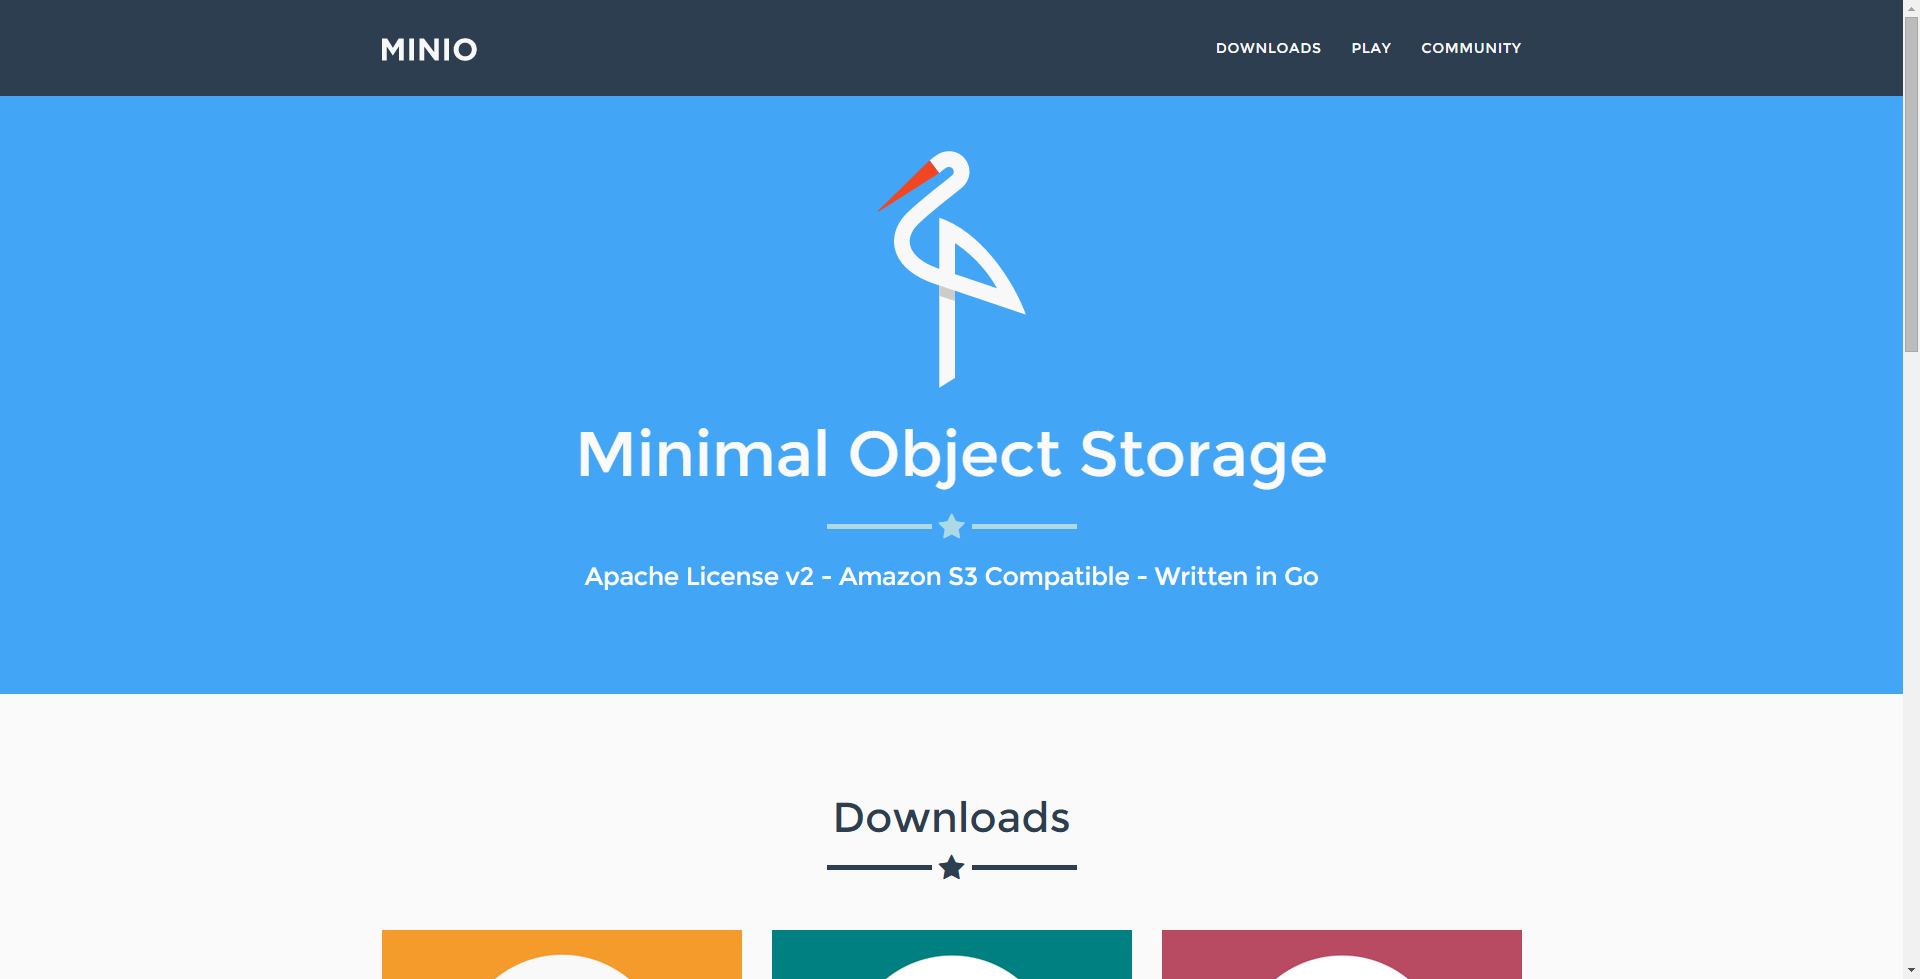 MINIO
DOWNLOADS PLAY COMMUNITY
Minimal Object Storage
Apache License v2 - Amazon S3 Compatible - Written in Go
Downloads